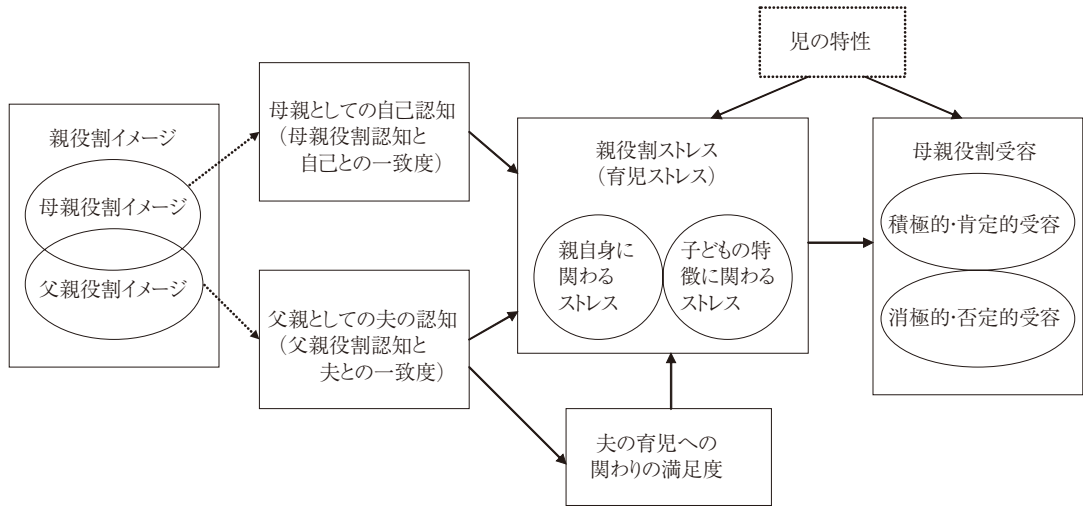 児の特性
親役割イメージ
母親役割イメージ
父親役割イメージ
母親としての自己認知
(母親役割認知と
自己との一致度)
父親としての夫の認知
(父親役割認知と
夫との一致度)
親役割ストレス
(育児ストレス)
親自身に
関わる
ストレス
子どもの特
徴に関わる
ストレス
夫の育児への
関わりの満足度
母親役割受容
積極的・肯定的受容
消極的・否定的受容